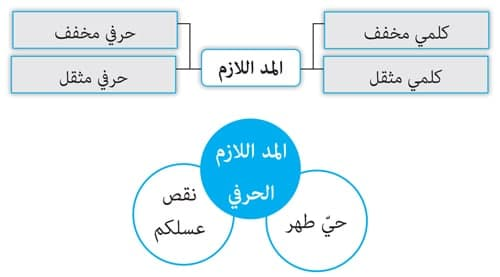 كلمي مخفف
كلمي مثقل
المد اللازم
حرفي مخفف
حرفي مثقل
المد اللازم
الحرفي
حيّ طهر
نقص
عسلكم